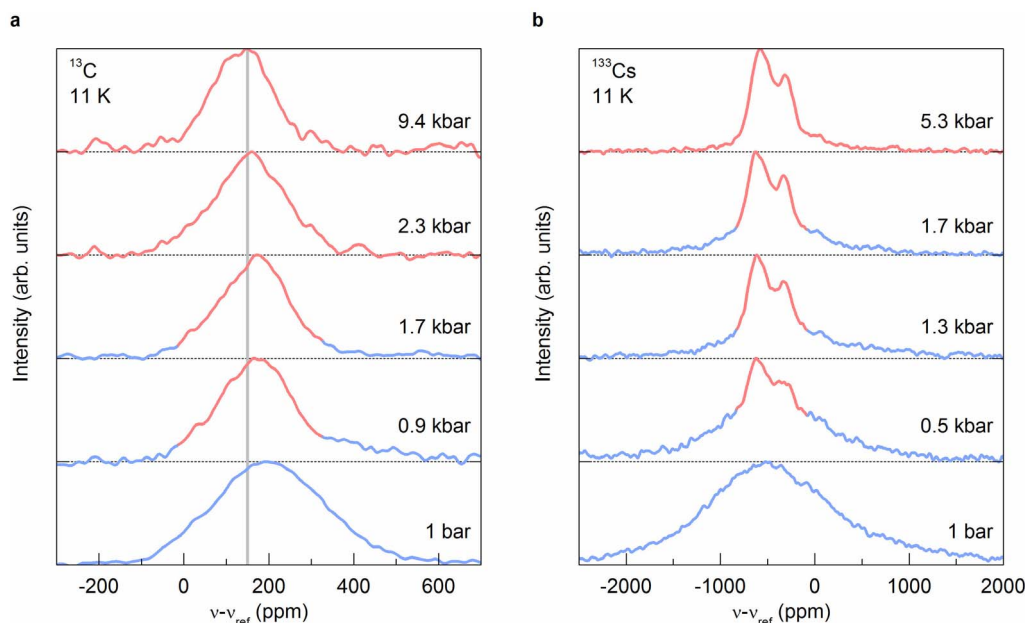 a
¹³C
11 K
9.4 kbar
2.3 kbar
1.7 kbar
0.9 kbar
1 bar
Intensity (arb. units)
-200 0 200 400 600
ν-νref (ppm)
b
¹³³Cs
11 K
5.3 kbar
1.7 kbar
1.3 kbar
0.5 kbar
1 bar
Intensity (arb. units)
-2000 -1000 0 1000 2000
ν-νref (ppm)